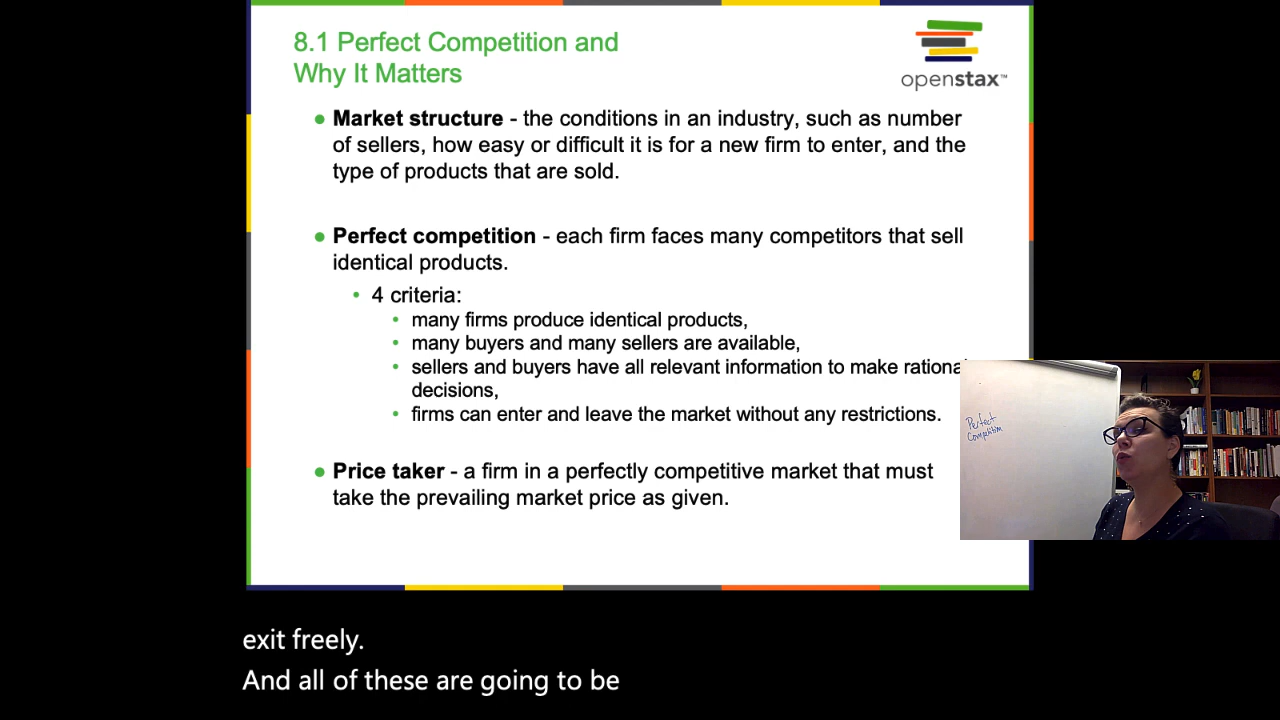 8.1 Perfect Competition and
Why It Matters
openstax™
● Market structure - the conditions in an industry, such as number
of sellers, how easy or difficult it is for a new firm to enter, and the
type of products that are sold.
● Perfect competition - each firm faces many competitors that sell
identical products.
• 4 criteria:
• many firms produce identical products,
• many buyers and many sellers are available,
• sellers and buyers have all relevant information to make rationa
decisions,
• firms can enter and leave the market without any restrictions.
● Price taker - a firm in a perfectly competitive market that must
take the prevailing market price as given.
Perfect
Competition
exit freely.
And all of these are going to be